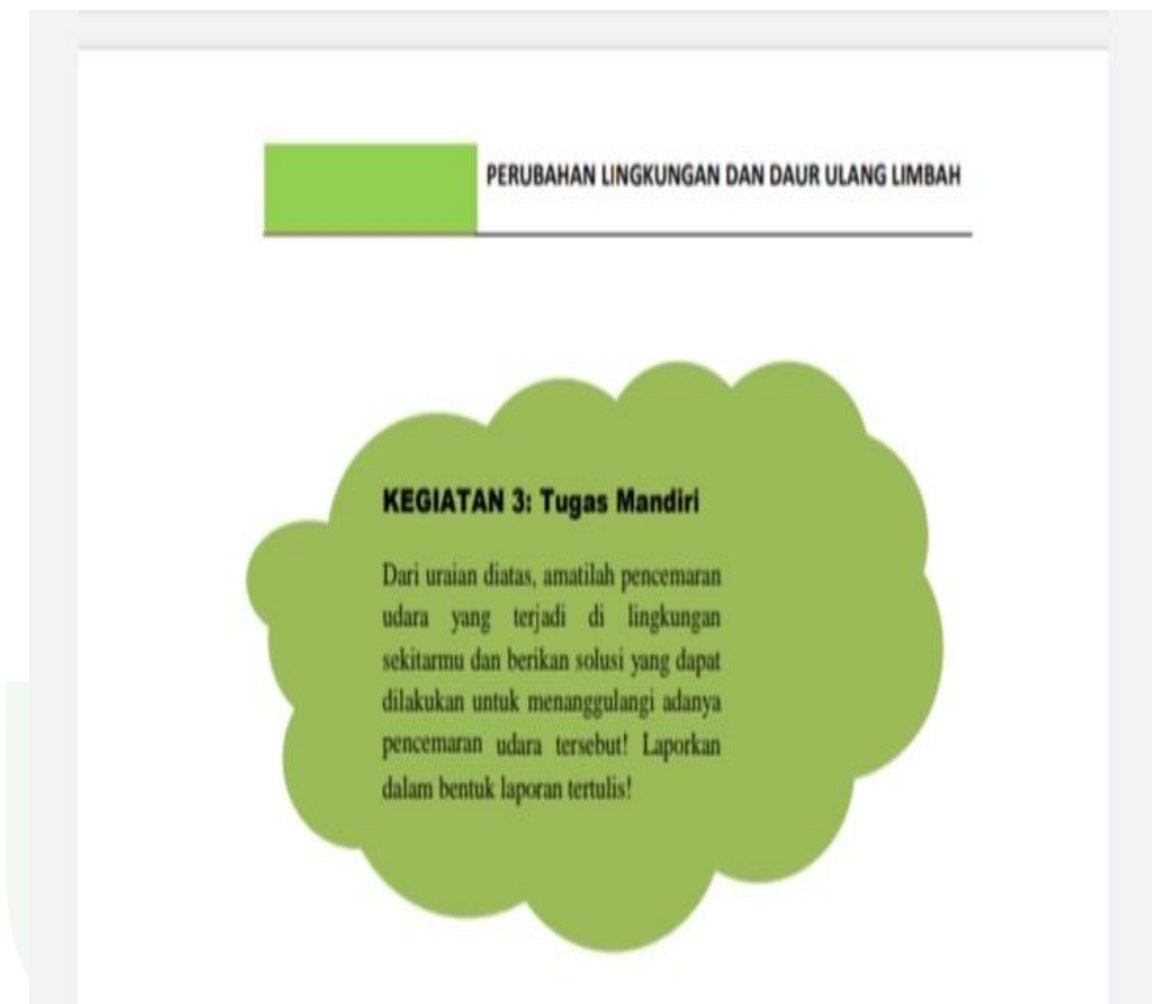 PERUBAHAN LINGKUNGAN DAN DAUR ULANG LIMBAH
KEGIATAN 3: Tugas Mandiri
Dari uraian diatas, amatilah pencemaran
udara yang terjadi di lingkungan
sekitarmu dan berikan solusi yang dapat
dilakukan untuk menanggulangi adanya
pencemaran udara tersebut! Laporkan
dalam bentuk laporan tertulis!